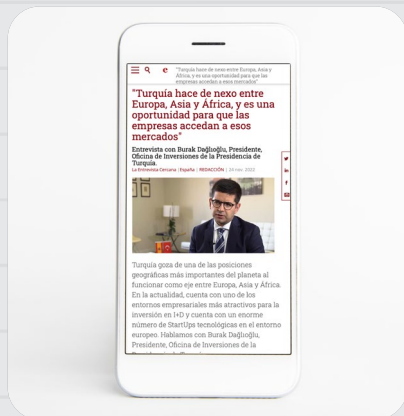 e
"Turquía hace de nexo entre Europa, Asia y
África, y es una oportunidad para que las
empresas accedan a esos mercados"
"Turquía hace de nexo entre
Europa, Asia y África, y es una
oportunidad para que las
empresas accedan a esos
mercados"
Entrevista con Burak Dağlıoğlu, Presidente,
Oficina de Inversiones de la Presidencia de
Turquía.
La Entrevista Cercana | España | REDACCIÓN | 24 nov. 2022
Turquía goza de una de las posiciones
geográficas más importantes del planeta al
funcionar como eje entre Europa, Asia y África.
En la actualidad, cuenta con uno de los
entornos empresariales más atractivos para la
inversión en I+D y cuenta con un enorme
número de StartUps tecnológicas en el entorno
europeo. Hablamos con Burak Dağlıoğlu,
Presidente, Oficina de Inversiones de la